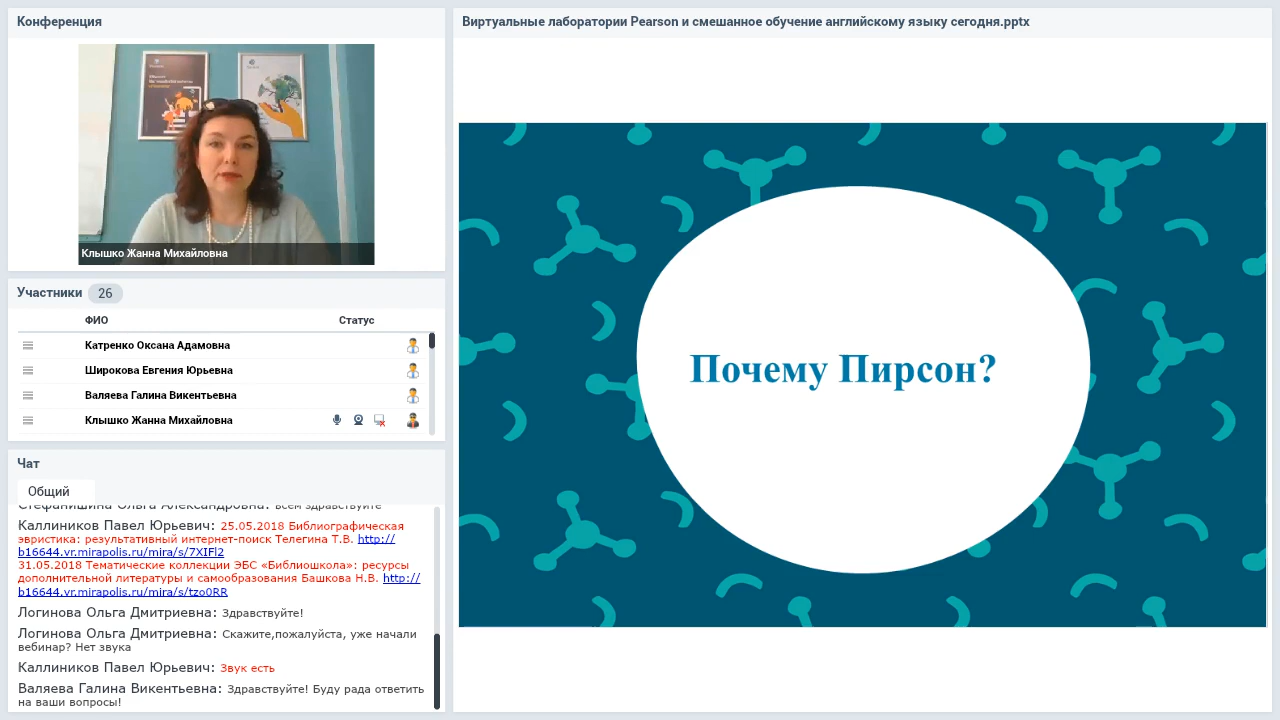 Конференция
Клышко Жанна Михайловна
Участники 26
ФИО Статус
Катренко Оксана Адамовна
Широкова Евгения Юрьевна
Валяева Галина Викентьевна
Клышко Жанна Михайловна
Чат
Общий
Стефанишина Ольга Александровна: всем здравствуйте
Каллиников Павел Юрьевич: 25.05.2018 Библиографическая
эвристика: результативный интернет-поиск Телегина Т.В. http://
b16644.vr.mirapolis.ru/mira/s/7XIFl2
31.05.2018 Тематические коллекции ЭБС «Библиошкола»: ресурсы
дополнительной литературы и самообразования Башкова Н.В. http://
b16644.vr.mirapolis.ru/mira/s/tzo0RR
Логинова Ольга Дмитриевна: Здравствуйте!
Логинова Ольга Дмитриевна: Скажите,пожалуйста, уже начали
вебинар? Нет звука
Каллиников Павел Юрьевич: Звук есть
Валяева Галина Викентьевна: Здравствуйте! Буду рада ответить
на ваши вопросы!
Виртуальные лаборатории Pearson и смешанное обучение английскому языку сегодня.pptx
Почему Пирсон?